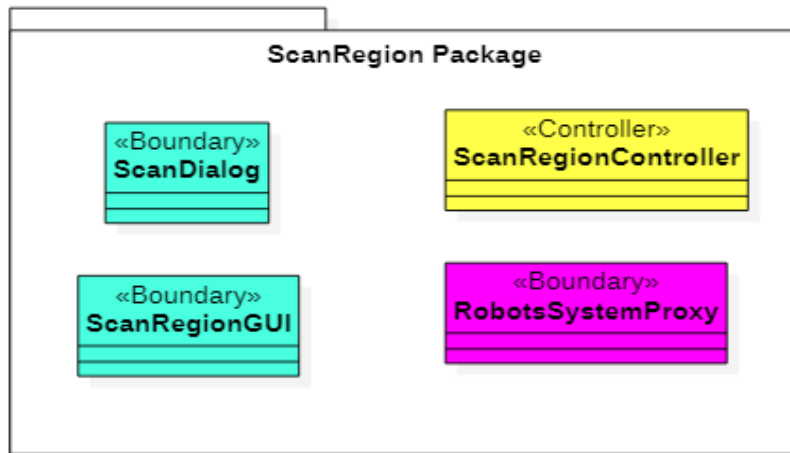 ScanRegion Package
«Boundary»
ScanDialog
«Controller»
ScanRegionController
«Boundary»
ScanRegionGUI
«Boundary»
RobotsSystemProxy